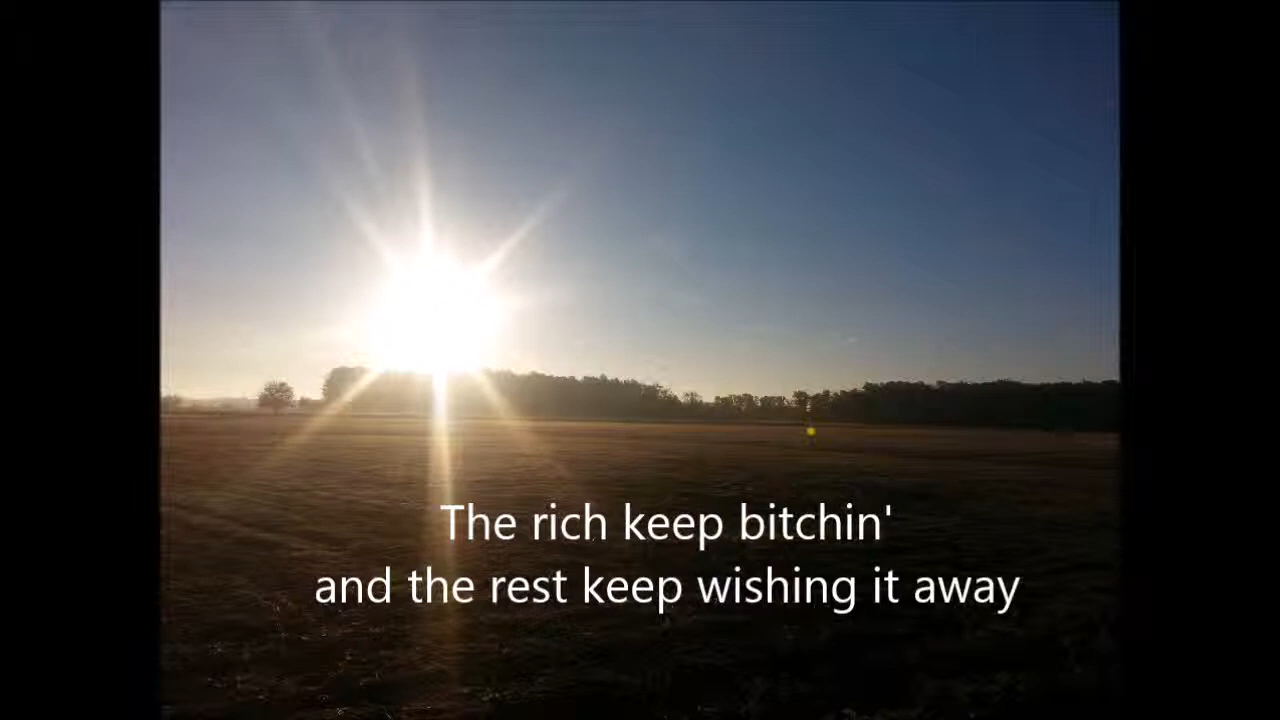 The rich keep bitchin'
and the rest keep wishing it away